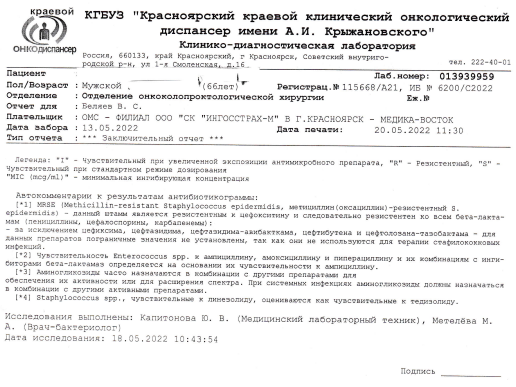 краевой
ОНКОДИСПАНСЕР
КГБУЗ "Красноярский краевой клинический онкологический
диспансер имени А.И. Крыжановского"
Клинико-диагностическая лаборатория
Россия, 660133, край Красноярский, г Красноярск, Советский внутриго-
родской р-н, ул 1-я Смоленская, д.16
тел. 222-40-01
Пациент
Лаб.номер: 013939959
Пол/Возраст : Мужской (66лет)
Регистрац.№ 115668/A21, ИБ № 6200/C2022
Отделение : Отделение онкоколопроктологической хирургии
Еж.№
Отчет для : Беляев В. С.
Плательщик : ОМС - ФИЛИАЛ ООО "СК "ИНГОССТРАХ-М" В Г.КРАСНОЯРСК - МЕДИКА-ВОСТОК
Дата забора : 13.05.2022
Дата печати: 20.05.2022 11:30
Тип отчета : *** Заключительный отчет ***
Легенда: "I" - Чувствительный при увеличенной экспозиции антимикробного препарата, "R" - Резистентный, "S" -
Чувствительный при стандартном режиме дозирования
"MIC (mcg/ml)" - минимальная ингибирующая концентрация
Автокомментарии к результатам антибиотикограммы:
[*1] MRSE (Methicillin-resistant Staphylococcus epidermidis, метициллин(оксациллин)-резистентный S.
epidermidis) - данный штамм является резистентным к цефокситину и следовательно резистентен ко всем бета-лакта-
мам (пенициллины, цефалоспорины, карбапенемы):
- за исключением цефиксима, цефтазидима, цефтазидима-авибактама, цефтибутена и цефтолозана-тазобактама - для
данных препаратов пограничные значения не установлены, так как они не используются для терапии стафилококковых
инфекций.
[*2] Чувствительность Enterococcus spp. к ампициллину, амоксициллину и пиперациллину и их комбинациям с инги-
биторами бета-лактамаз определяется на основании их чувствительности к ампициллину.
[*3] Аминогликозиды часто назначаются в комбинации с другими препаратами для
обеспечения их активности или для расширения спектра. При системных инфекциях аминогликозиды должны назначаться
в комбинации с другими активными препаратами.
[*4] Staphylococcus spp., чувствительные к линезолиду, оцениваются как чувствительные к тедизолиду.
Исследования выполнены: Капитонова Ю. В. (Медицинский лабораторный техник), Метелёва М.
А. (Врач-бактериолог)
Дата исследования: 18.05.2022 10:43:54
Подпись